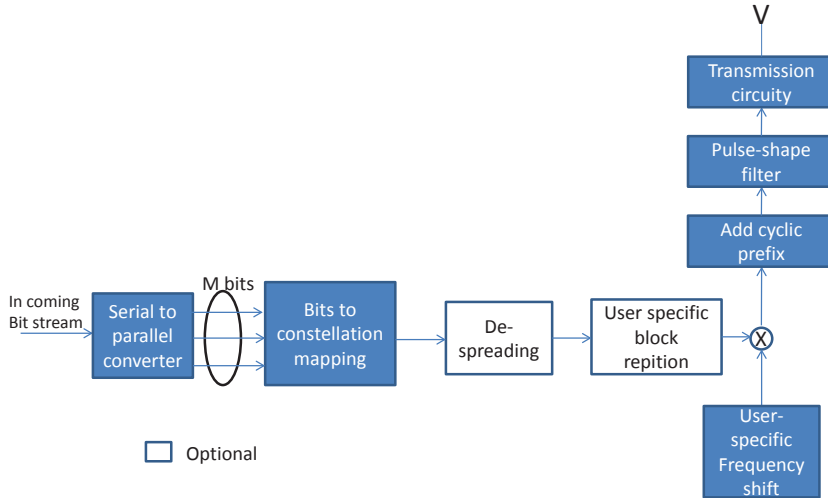 V
Transmission
circuity
Pulse-shape
filter
Add cyclic
prefix
In coming
Bit stream
Serial to
parallel
converter
M bits
Bits to
constellation
mapping
De-
spreading
User specific
block
repition
X
User-
specific
Frequency
shift
Optional